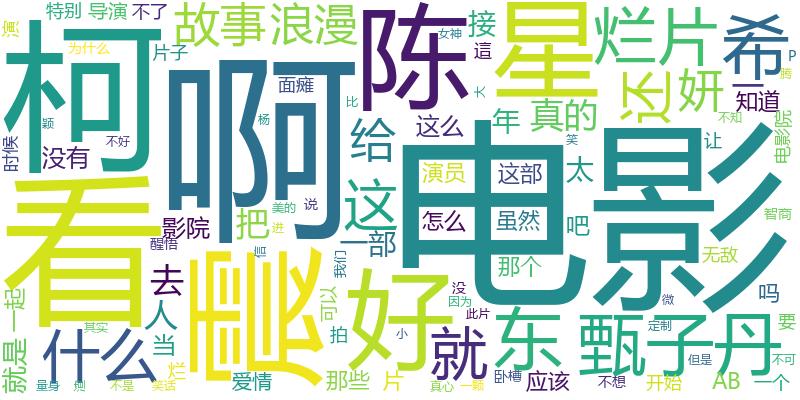 特别 导演 不了
故事 浪漫
接
陈
星
烂片
希
演
为什么
女神
柯
片子
啊
面瘫
這
大
还
妍
一
P
知道
腾
真的
年
这么
给
比
颖
杨
不好
没有
时候
看
笑
不知
让
电影院
演员
这部
太
电影
怎么
虽然
吧
这
把
说
美的
影院
进
醒悟
信
一部
那个
智商
无敌
震
去
我们
没
因为
此片
吗
人
好
可以
微
就是
一起
什么
当
就
东
甄子丹
要
拍
小
其实
定制
但是
不可
烂
卧槽
量身
别
不是
笑话
爱情
那些
片
真心
一颗
应该
不想
开始
AB
一个